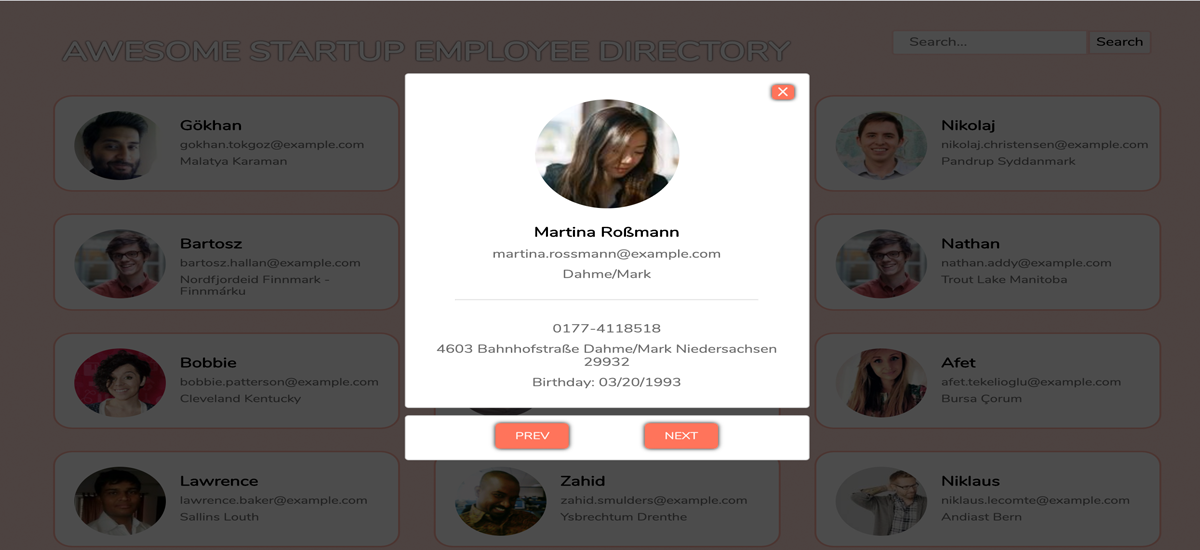 AWESOME STARTUP EMPLOYEE DIRECTORY
Search...
Search
Gökhan
gokhan.tokgoz@example.com
Malatya Karaman
Nikolaj
nikolaj.christensen@example.com
Pandrup Syddanmark
Bartosz
bartosz.hallan@example.com
Nordfjordeid Finnmark -
Finnmárku
Nathan
nathan.addy@example.com
Trout Lake Manitoba
Bobbie
bobbie.patterson@example.com
Cleveland Kentucky
Afet
afet.tekelioglu@example.com
Bursa Çorum
Lawrence
lawrence.baker@example.com
Sallins Louth
Zahid
zahid.smulders@example.com
Ysbrechtum Drenthe
Niklaus
niklaus.lecomte@example.com
Andiast Bern
Martina Roßmann
martina.rossmann@example.com
Dahme/Mark
0177-4118518
4603 Bahnhofstraße Dahme/Mark Niedersachsen
29932
Birthday: 03/20/1993
PREV
NEXT